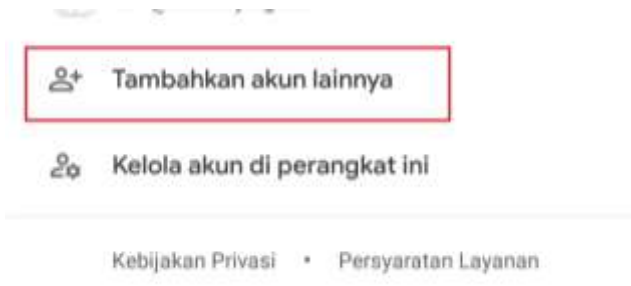 Tambahkan akun lainnya
Kelola akun di perangkat ini
Kebijakan Privasi • Persyaratan Layanan